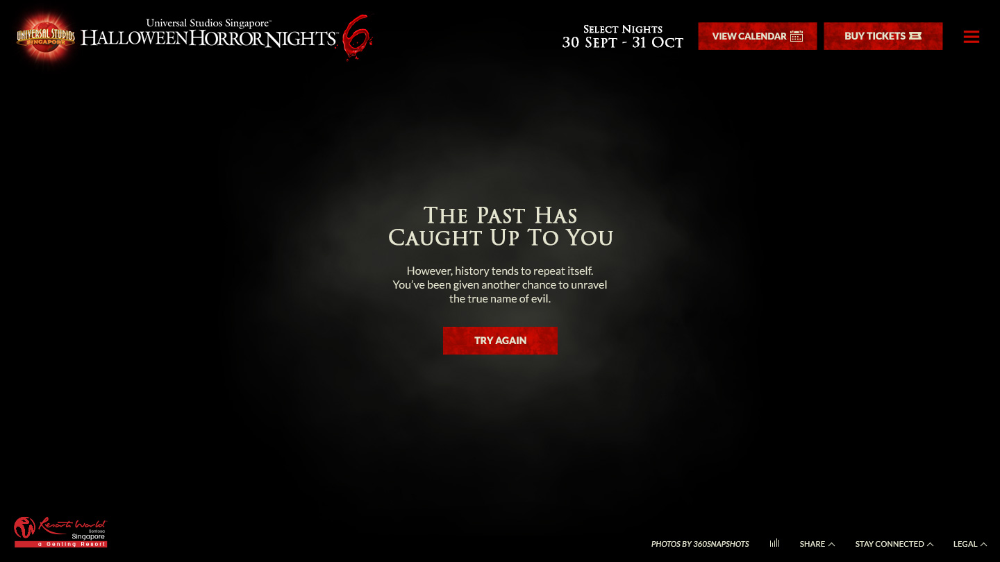 UNIVERSAL STUDIOS
SINGAPORE
Universal Studios Singapore™
HALLOWEEN HORROR NIGHTS™ 6
SELECT NIGHTS
30 SEPT - 31 OCT
VIEW CALENDAR
BUY TICKETS
THE PAST HAS
CAUGHT UP TO YOU
However, history tends to repeat itself.
You've been given another chance to unravel
the true name of evil.
TRY AGAIN
Resorts World
Sentosa
Singapore
a Genting Resort
PHOTOS BY 360SNAPSHOTS
SHARE
STAY CONNECTED
LEGAL